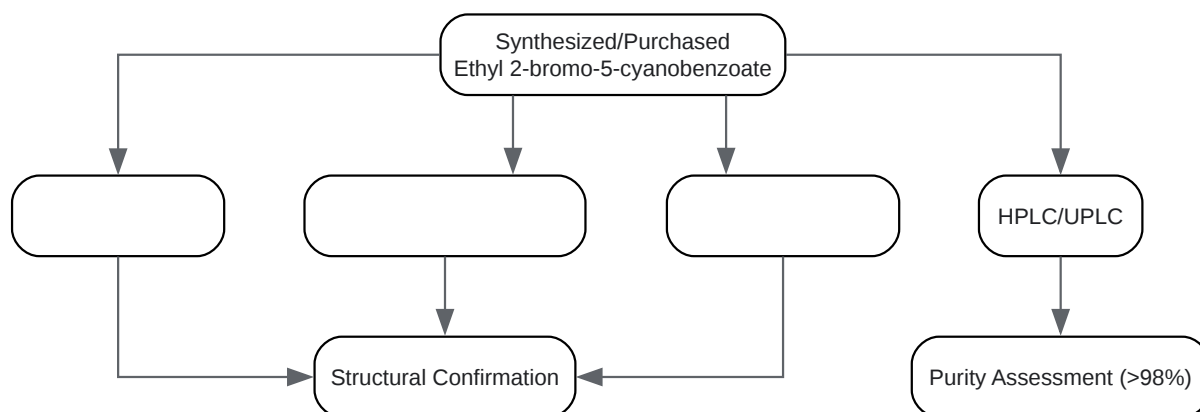 Synthesized/Purchased
Ethyl 2-bromo-5-cyanobenzoate
HPLC/UPLC
Structural Confirmation
Purity Assessment (>98%)